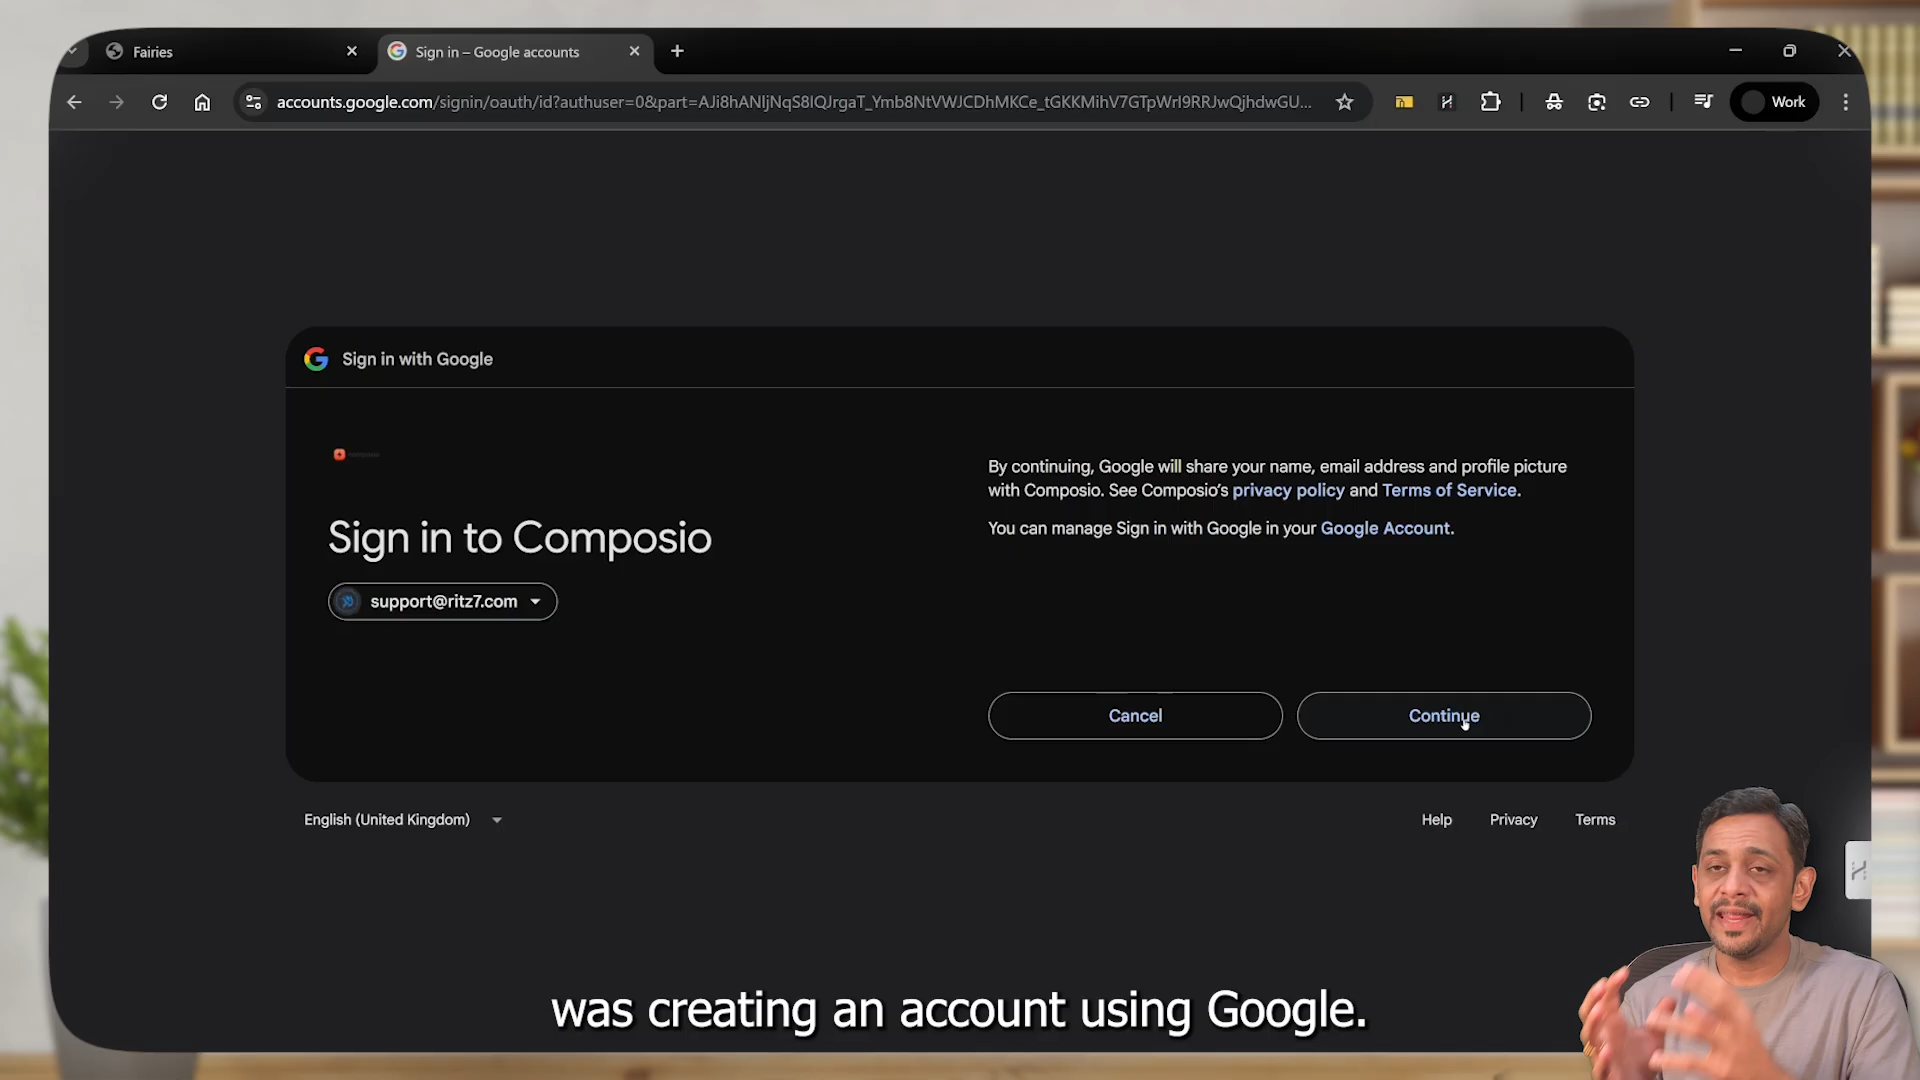 Fairies
Sign in – Google accounts
accounts.google.com/signin/oauth/id?authuser=0&part=AJi8hANIjNqS8IQJrgaT_Ymb8NtVWJCDhMKCe_tGKKMihV7GTpWrI9RRJwQjhdwGU...
Work
Sign in with Google
Sign in to Composio
support@ritz7.com
By continuing, Google will share your name, email address and profile picture
with Composio. See Composio's privacy policy and Terms of Service.
You can manage Sign in with Google in your Google Account.
Cancel
Continue
English (United Kingdom)
Help
Privacy
Terms
was creating an account using Google.